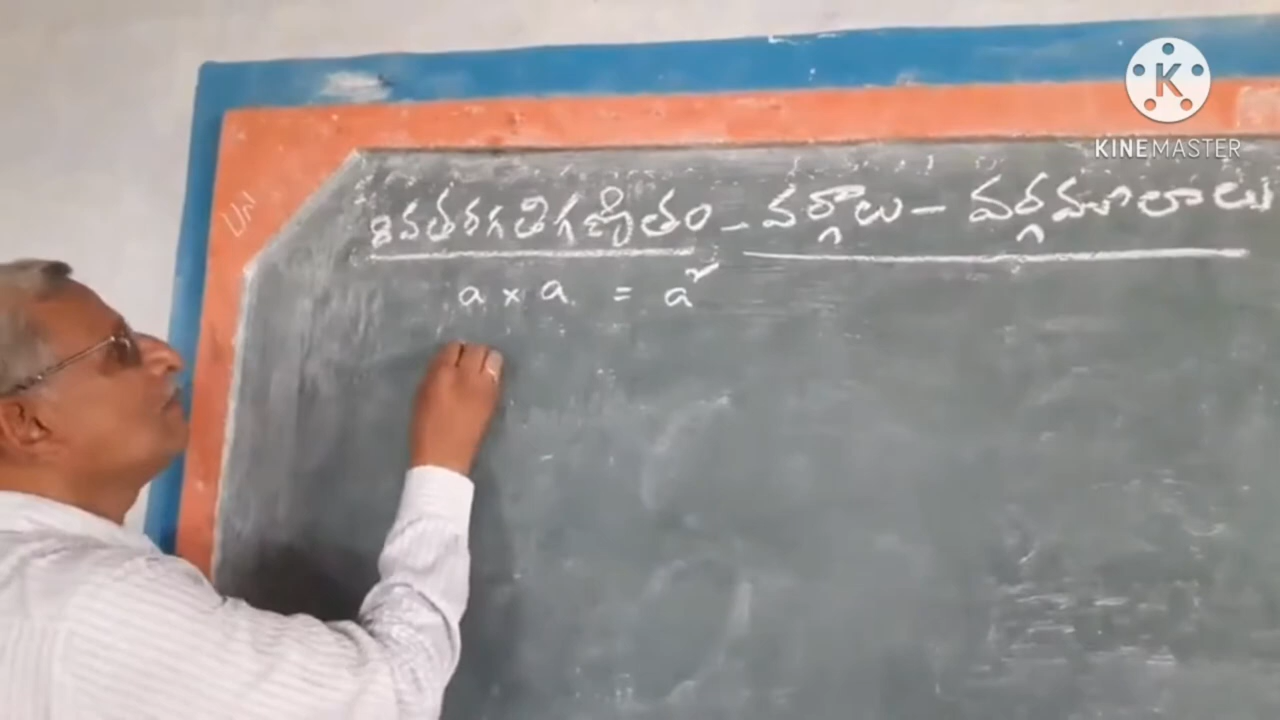 8వతరగతిగణితం - వర్గాలు - వర్గమూలాలు
a × a = a²
K
KINEMASTER